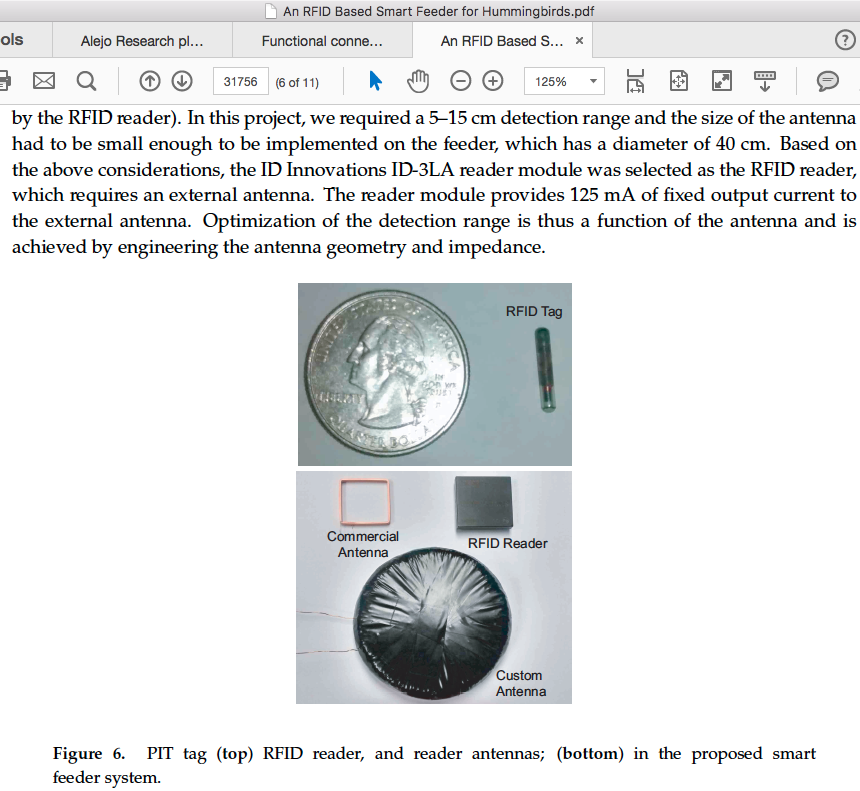 An RFID Based Smart Feeder for Hummingbirds.pdf
ols
Alejo Research pl...
Functional conne...
An RFID Based S... ×
?
31756
(6 of 11)
125%
by the RFID reader). In this project, we required a 5–15 cm detection range and the size of the antenna
had to be small enough to be implemented on the feeder, which has a diameter of 40 cm. Based on
the above considerations, the ID Innovations ID-3LA reader module was selected as the RFID reader,
which requires an external antenna. The reader module provides 125 mA of fixed output current to
the external antenna. Optimization of the detection range is thus a function of the antenna and is
achieved by engineering the antenna geometry and impedance.
RFID Tag
LIBERTY
IN
GOD WE
TRUST
Commercial
Antenna
RFID Reader
Custom
Antenna
Figure 6. PIT tag (top) RFID reader, and reader antennas; (bottom) in the proposed smart
feeder system.